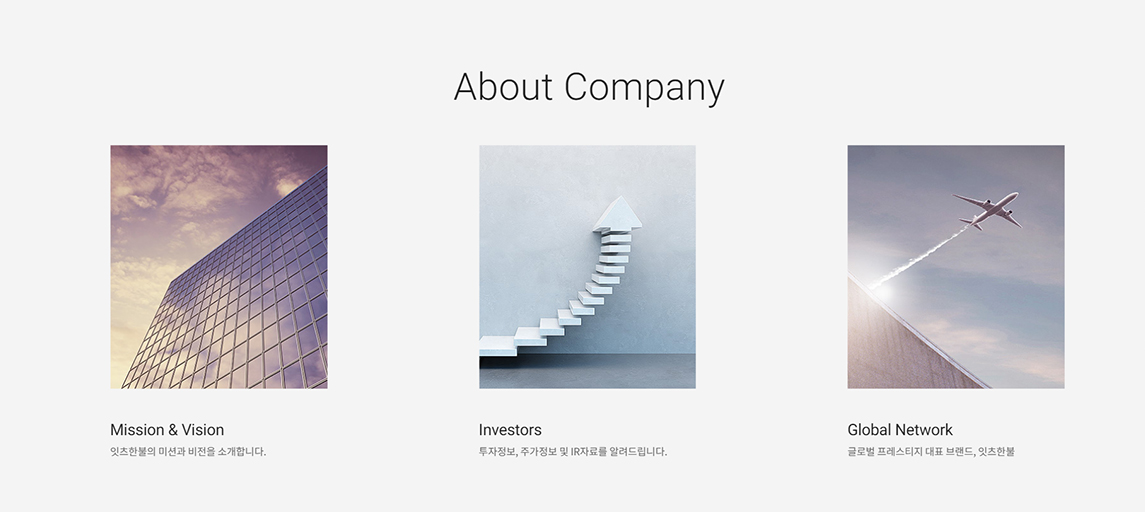 About Company
Mission & Vision
잇츠한불의 미션과 비전을 소개합니다.
Investors
투자정보, 주가정보 및 IR자료를 알려드립니다.
Global Network
글로벌 프레스티지 대표 브랜드, 잇츠한불